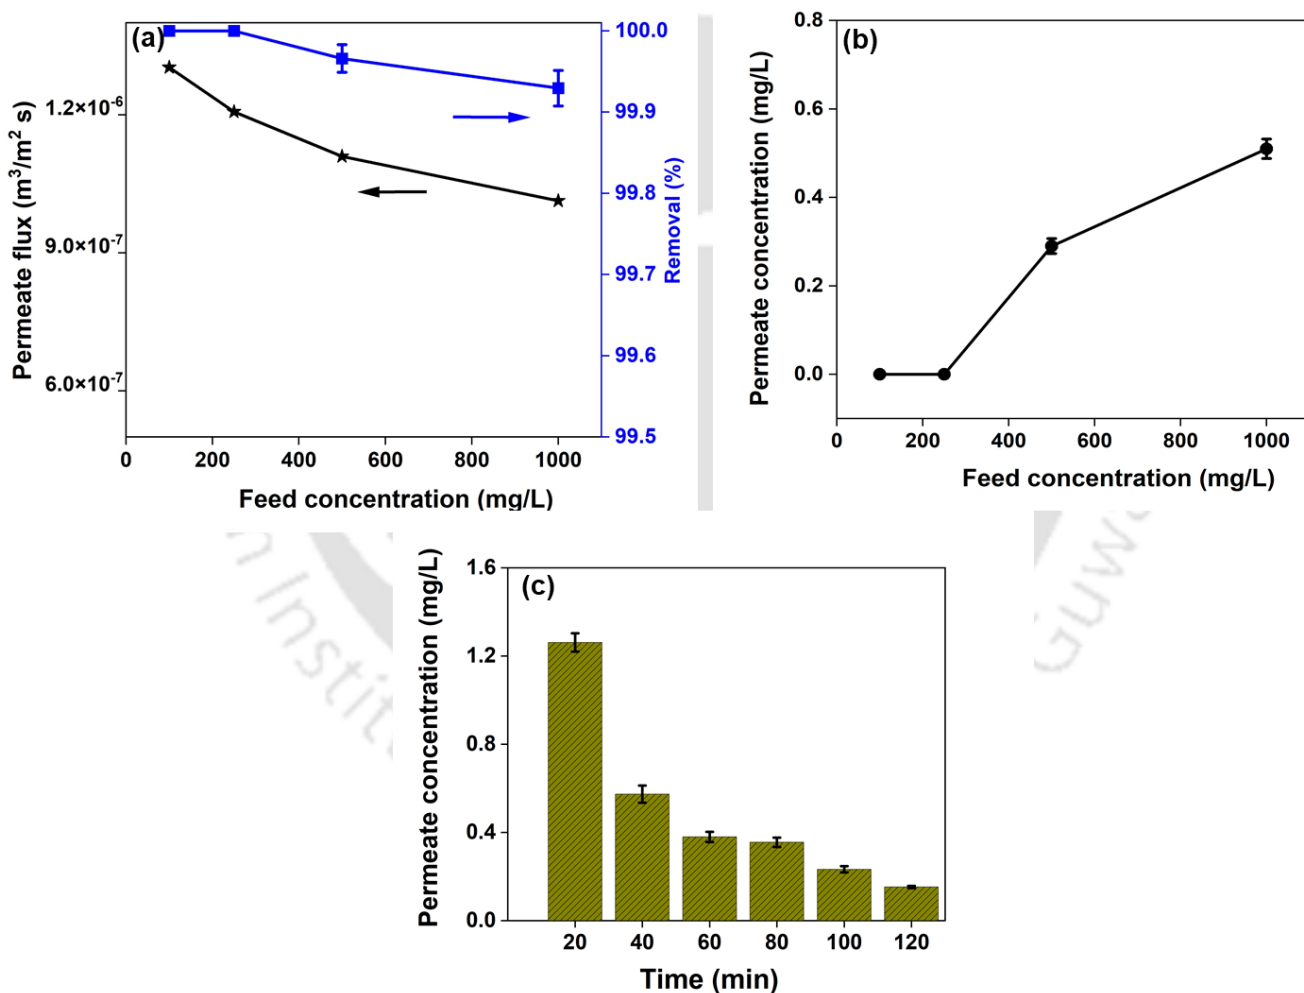 (a)
Permeate flux (m³/m² s)
1.2×10⁻⁶
9.0×10⁻⁷
6.0×10⁻⁷
100.0
99.9
99.8
99.7
99.6
99.5
Removal (%)
0 200 400 600 800 1000
Feed concentration (mg/L)
(b)
Permeate concentration (mg/L)
0.8
0.6
0.4
0.2
0.0
0 200 400 600 800 1000
Feed concentration (mg/L)
(c)
Permeate concentration (mg/L)
1.6
1.2
0.8
0.4
0.0
20 40 60 80 100 120
Time (min)